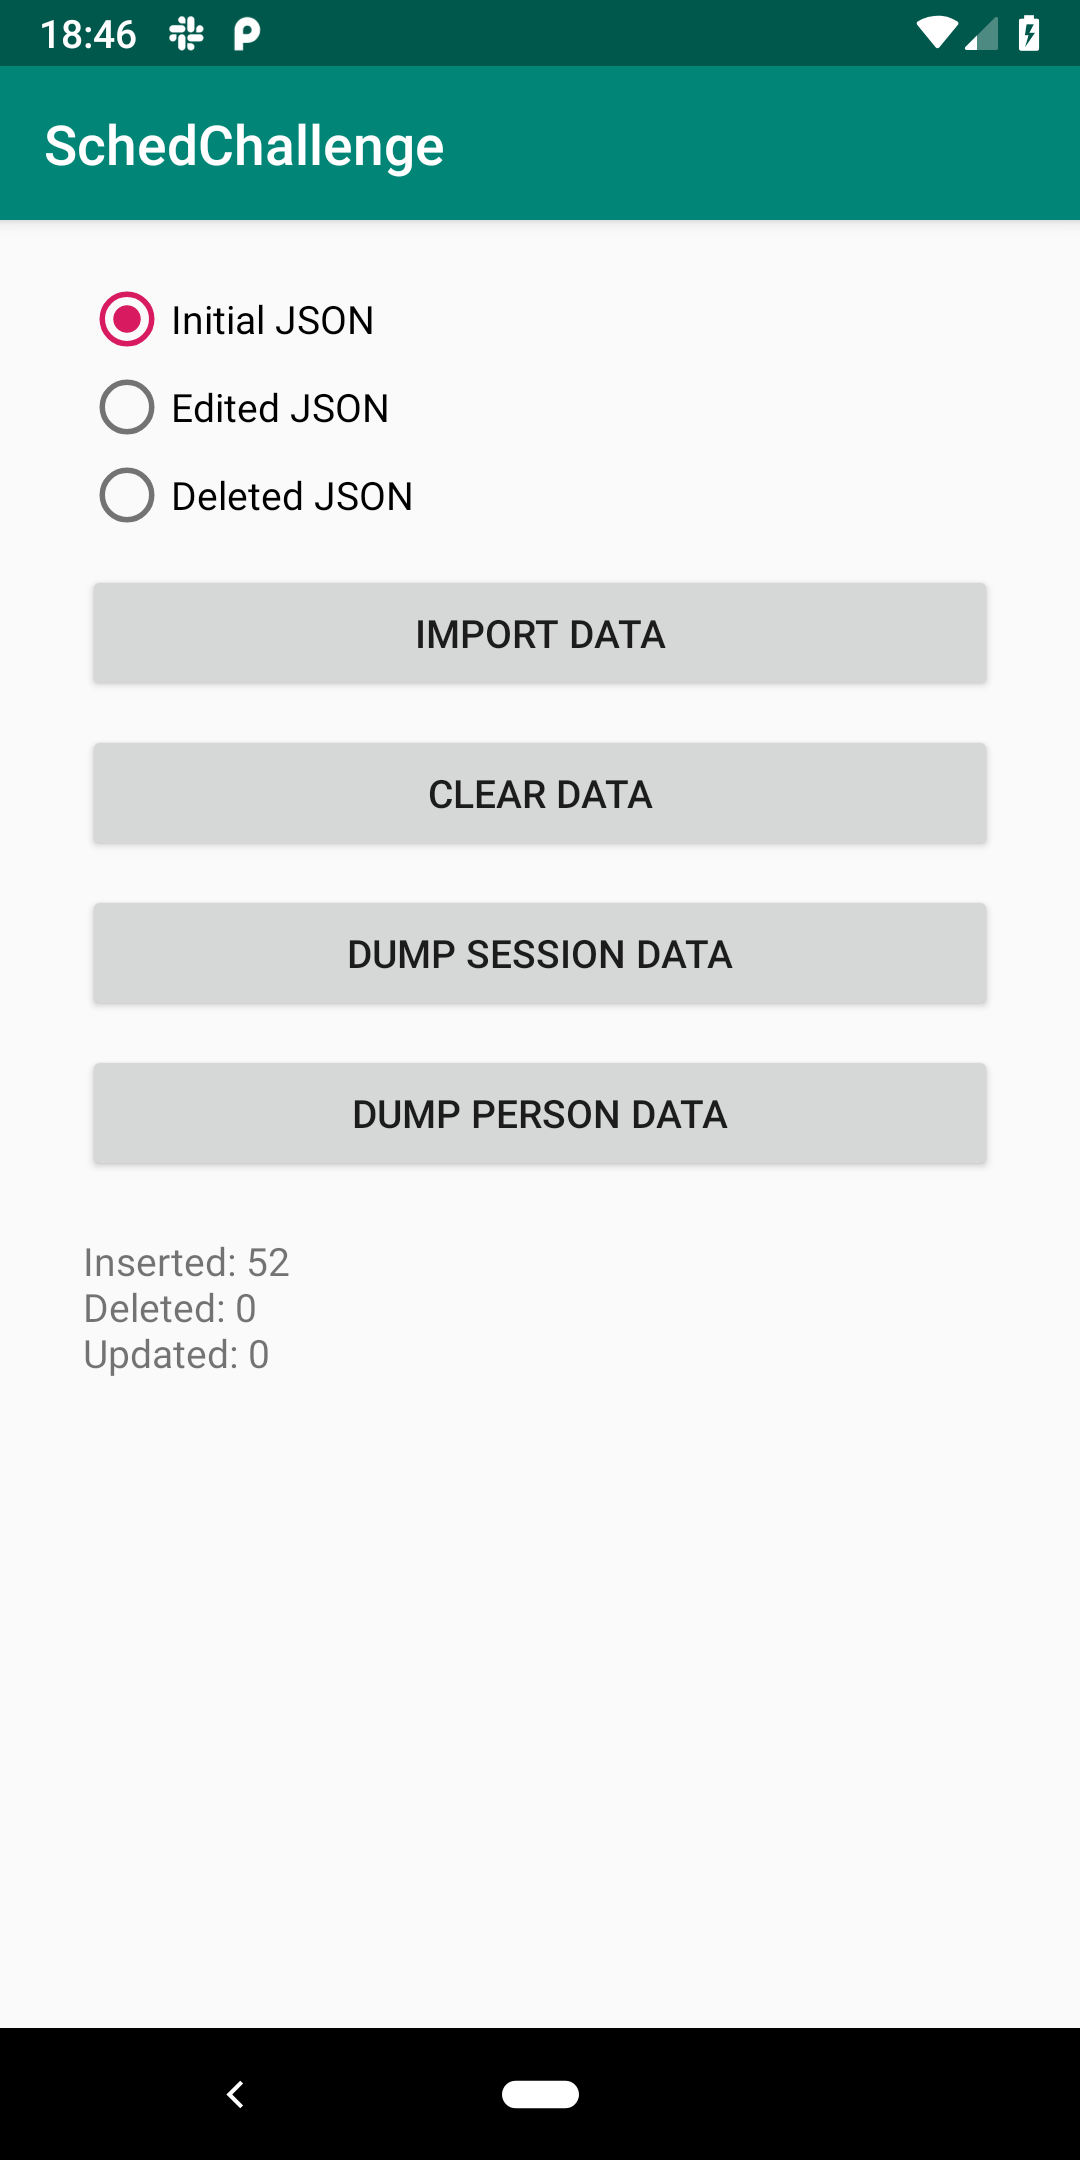 18:46
SchedChallenge
Initial JSON
Edited JSON
Deleted JSON
IMPORT DATA
CLEAR DATA
DUMP SESSION DATA
DUMP PERSON DATA
Inserted: 52
Deleted: 0
Updated: 0